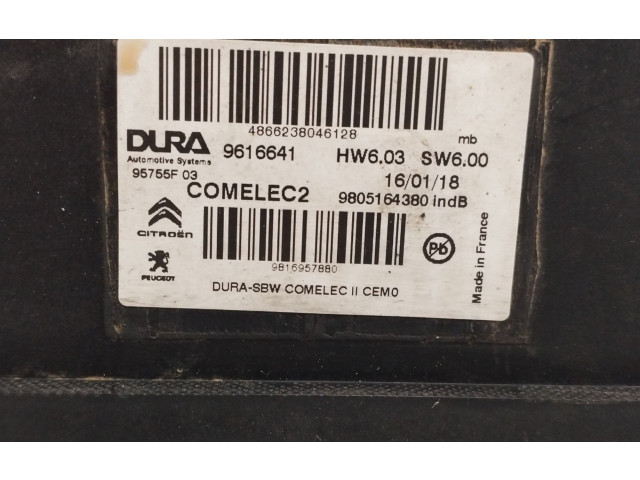 4866238046128
mb
DURA 9616641 HW6.03 SW6.00
Automotive Systems
95755F 03 16/01/18
COMELEC2 9805164380 indB
CITROËN
Pb
9816957880
PEUGEOT
DURA-SBW COMELEC II CEM0
Made in France